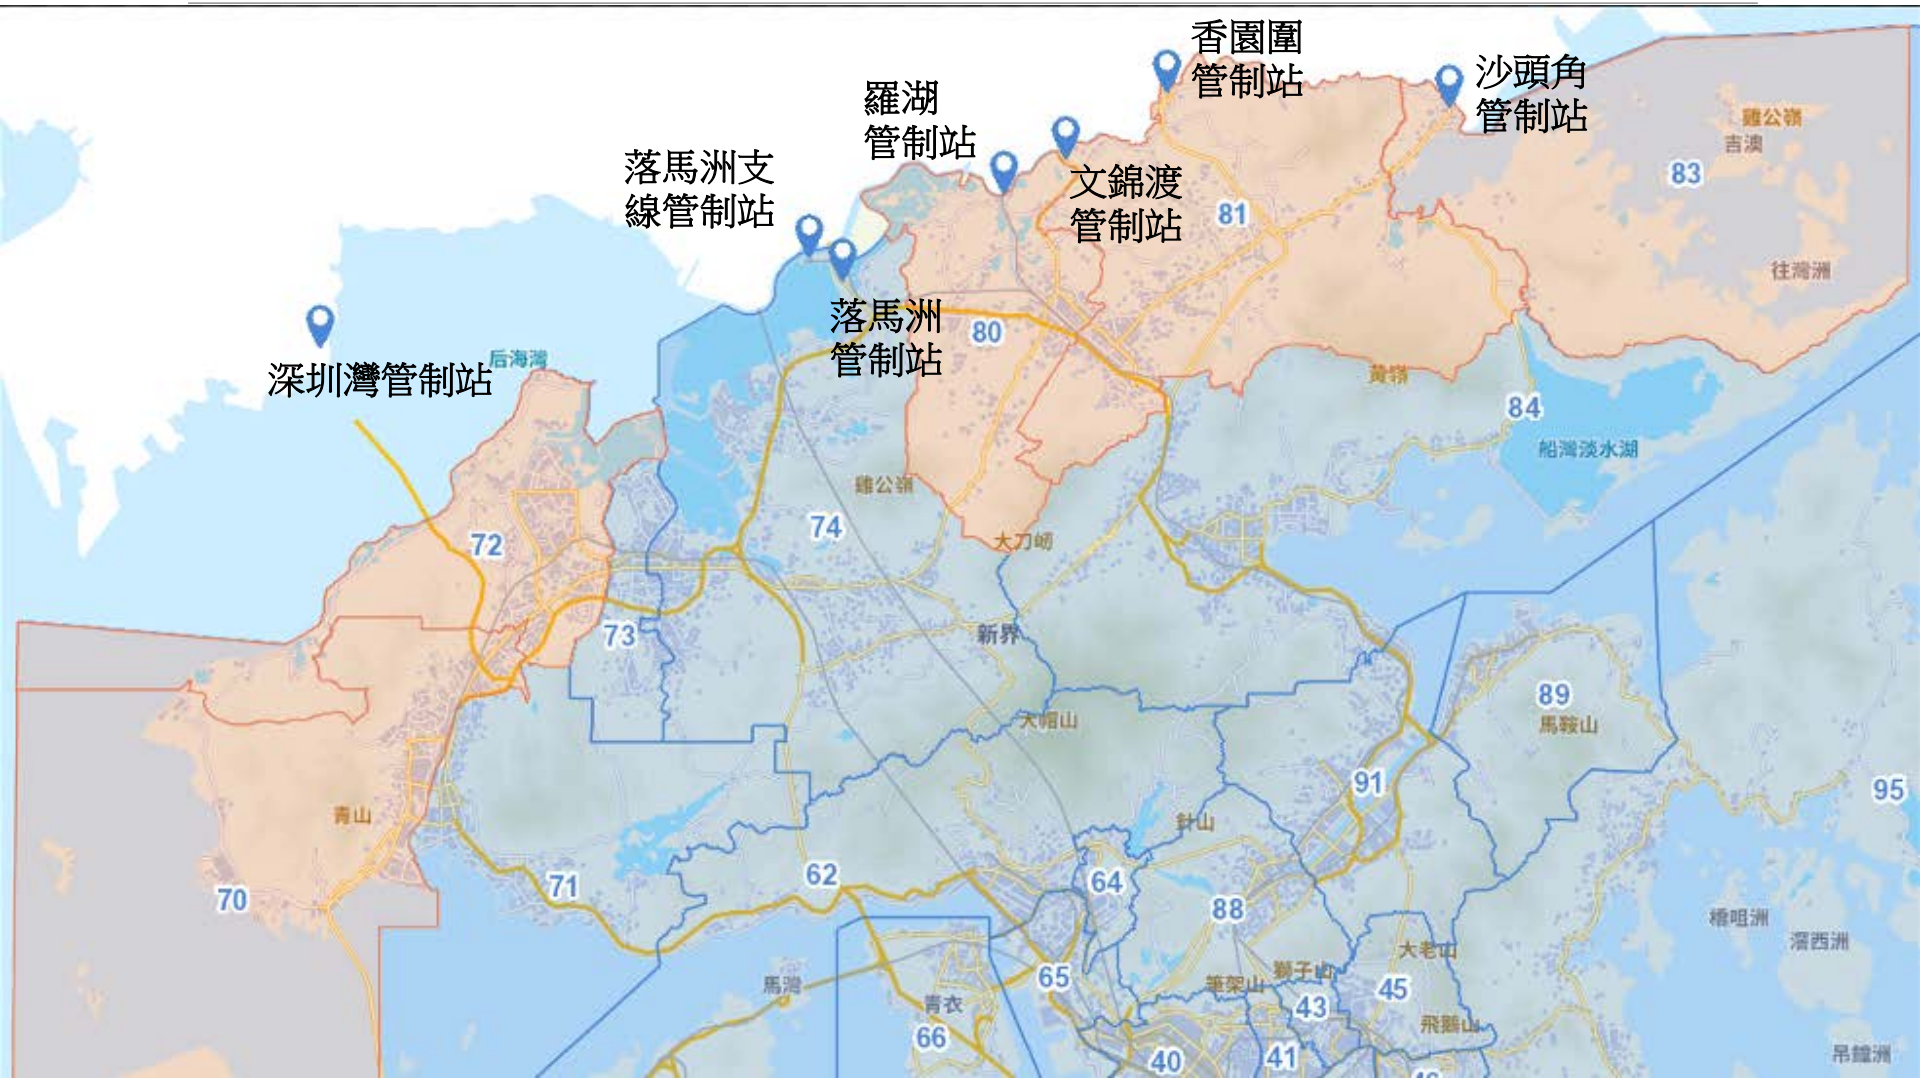 香園圍
管制站
沙頭角
管制站
羅湖
管制站
文錦渡
管制站
落馬洲支
線管制站
落馬洲
管制站
深圳灣管制站
后海灣
雞公嶺
吉澳
83
往灣洲
81
80
黃嶺
84
船灣淡水湖
雞公嶺
74
大刀屻
72
73
新界
大帽山
89
馬鞍山
91
95
青山
針山
70
71
62
64
88
橋咀洲
滘西洲
大老山
獅子山
筆架山
65
45
馬灣
青衣
43
飛鵝山
66
40
41
吊鐘洲